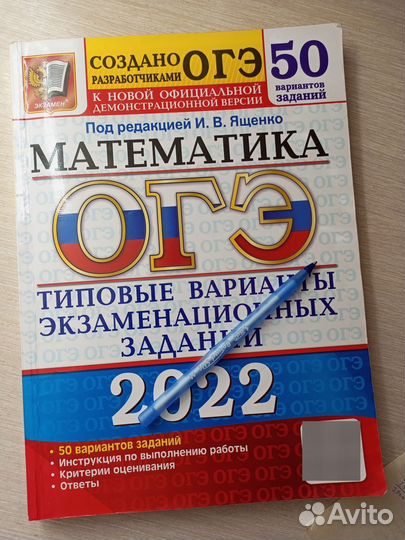 СОЗДАНО
РАЗРАБОТЧИКАМИ ОГЭ
К НОВОЙ ОФИЦИАЛЬНОЙ
ДЕМОНСТРАЦИОННОЙ ВЕРСИИ
50
вариантов
заданий
ЭКЗАМЕН
Под редакцией И. В. Ященко
МАТЕМАТИКА
ОГЭ
ТИПОВЫЕ ВАРИАНТЫ
ЭКЗАМЕНАЦИОННЫХ
ЗАДАНИЙ
2022
• 50 вариантов заданий
• Инструкция по выполнению работы
• Критерии оценивания
• Ответы
Avito